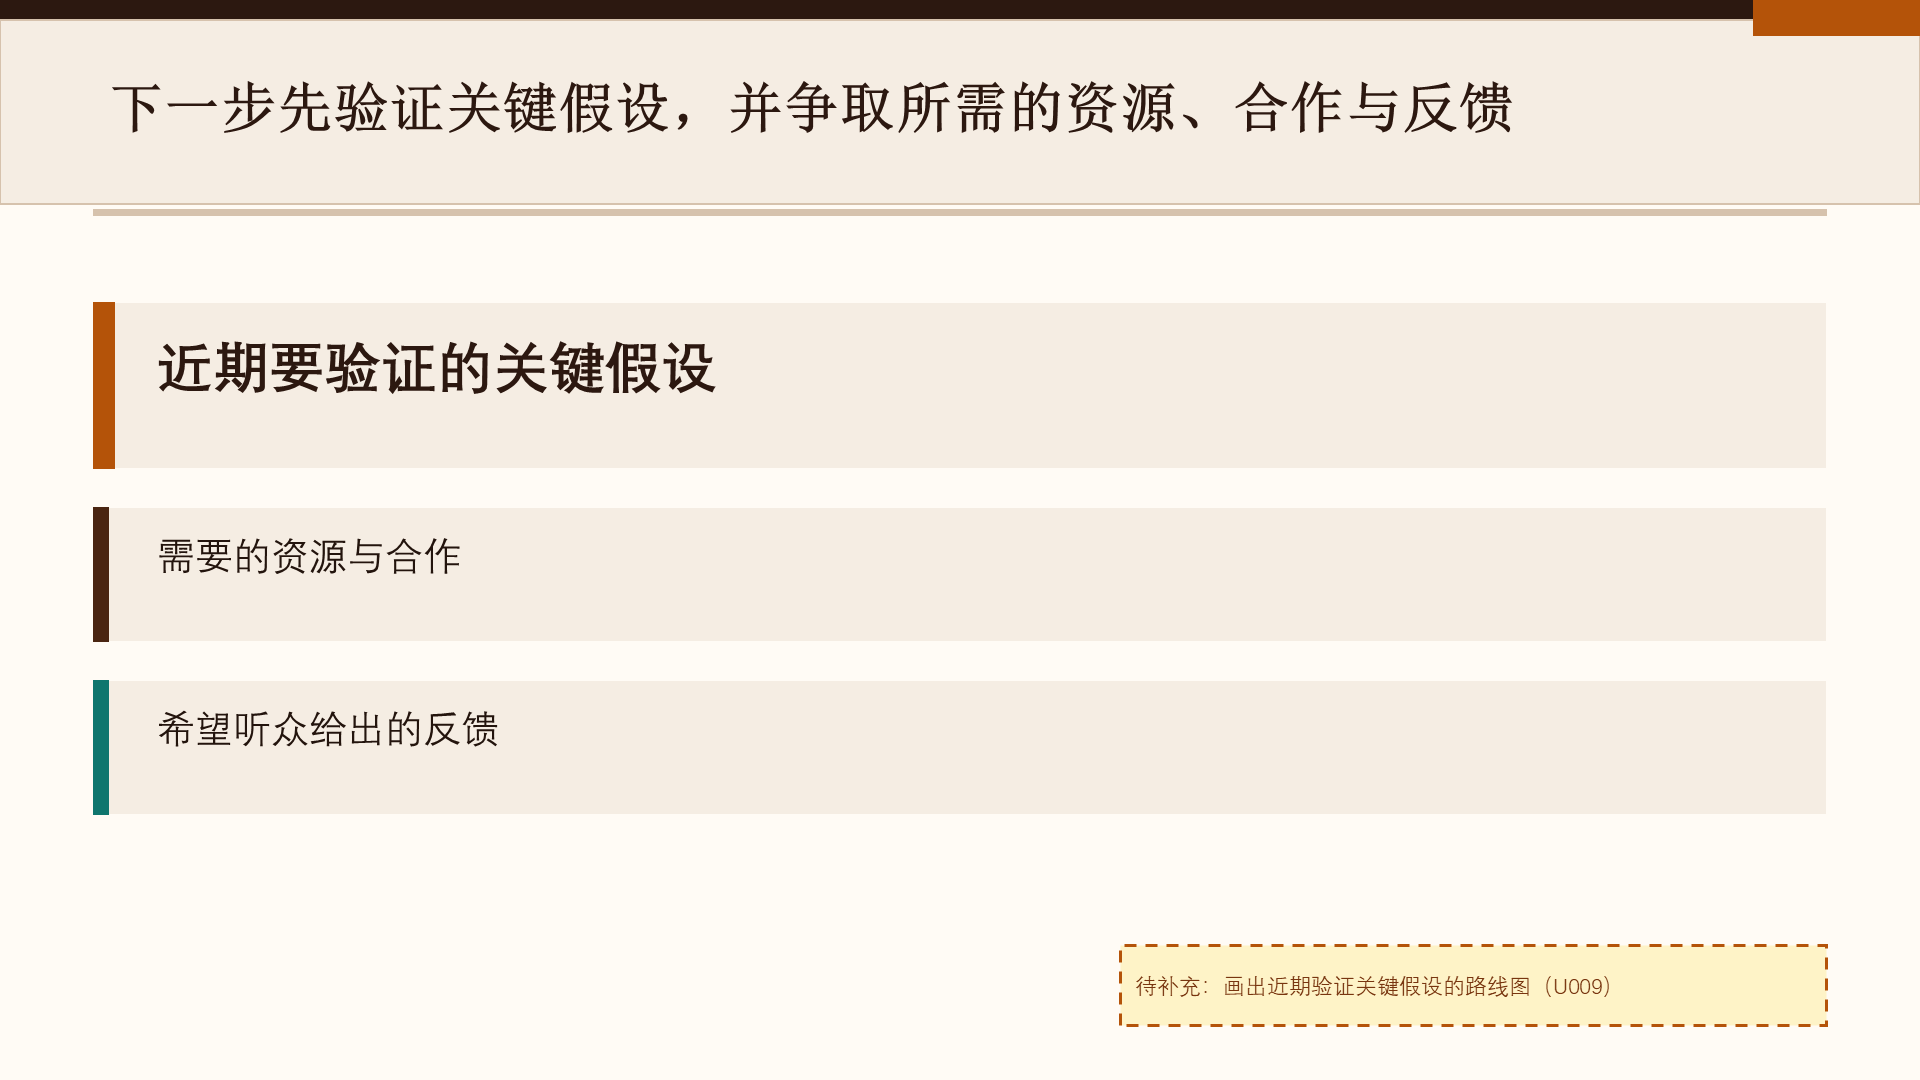 下一步先验证关键假设，并争取所需的资源、合作与反馈
近期要验证的关键假设
需要的资源与合作
希望听众给出的反馈
待补充：画出近期验证关键假设的路线图（U009）